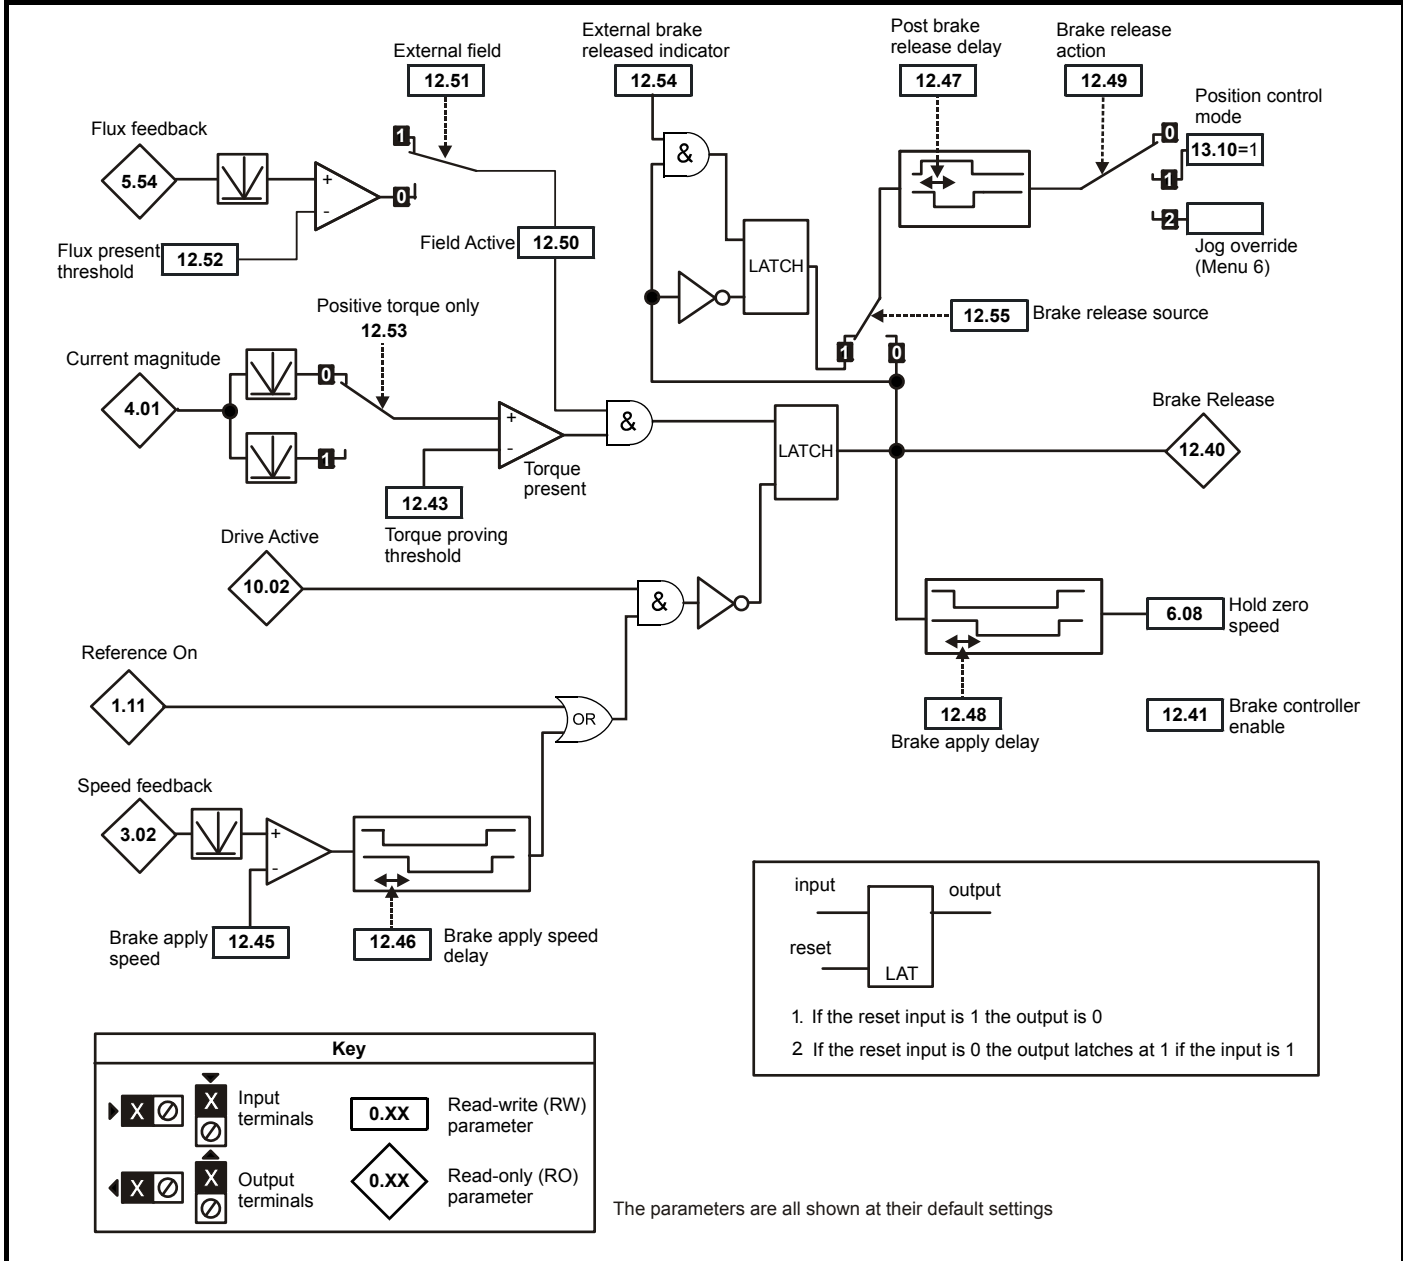 External field
12.51
External brake
released indicator
12.54
Post brake
release delay
12.47
Brake release
action
12.49
Position control
mode
0
13.10=1
1
2
Jog override
(Menu 6)
Flux feedback
5.54
+
-
1
0
Flux present
threshold
12.52
Field Active
12.50
&
LATCH
12.55
Brake release source
1
0
Positive torque only
12.53
Current magnitude
4.01
0
1
+
-
Torque
present
12.43
Torque proving
threshold
&
LATCH
Brake Release
12.40
Drive Active
10.02
&
Reference On
1.11
OR
6.08
Hold zero
speed
12.48
Brake apply delay
12.41
Brake controller
enable
Speed feedback
3.02
+
-
Brake apply
speed
12.45
12.46
Brake apply speed
delay
input
output
reset
LAT
1. If the reset input is 1 the output is 0
2 If the reset input is 0 the output latches at 1 if the input is 1
Key
X
X
Input
terminals
0.XX
Read-write (RW)
parameter
X
X
Output
terminals
0.XX
Read-only (RO)
parameter
The parameters are all shown at their default settings